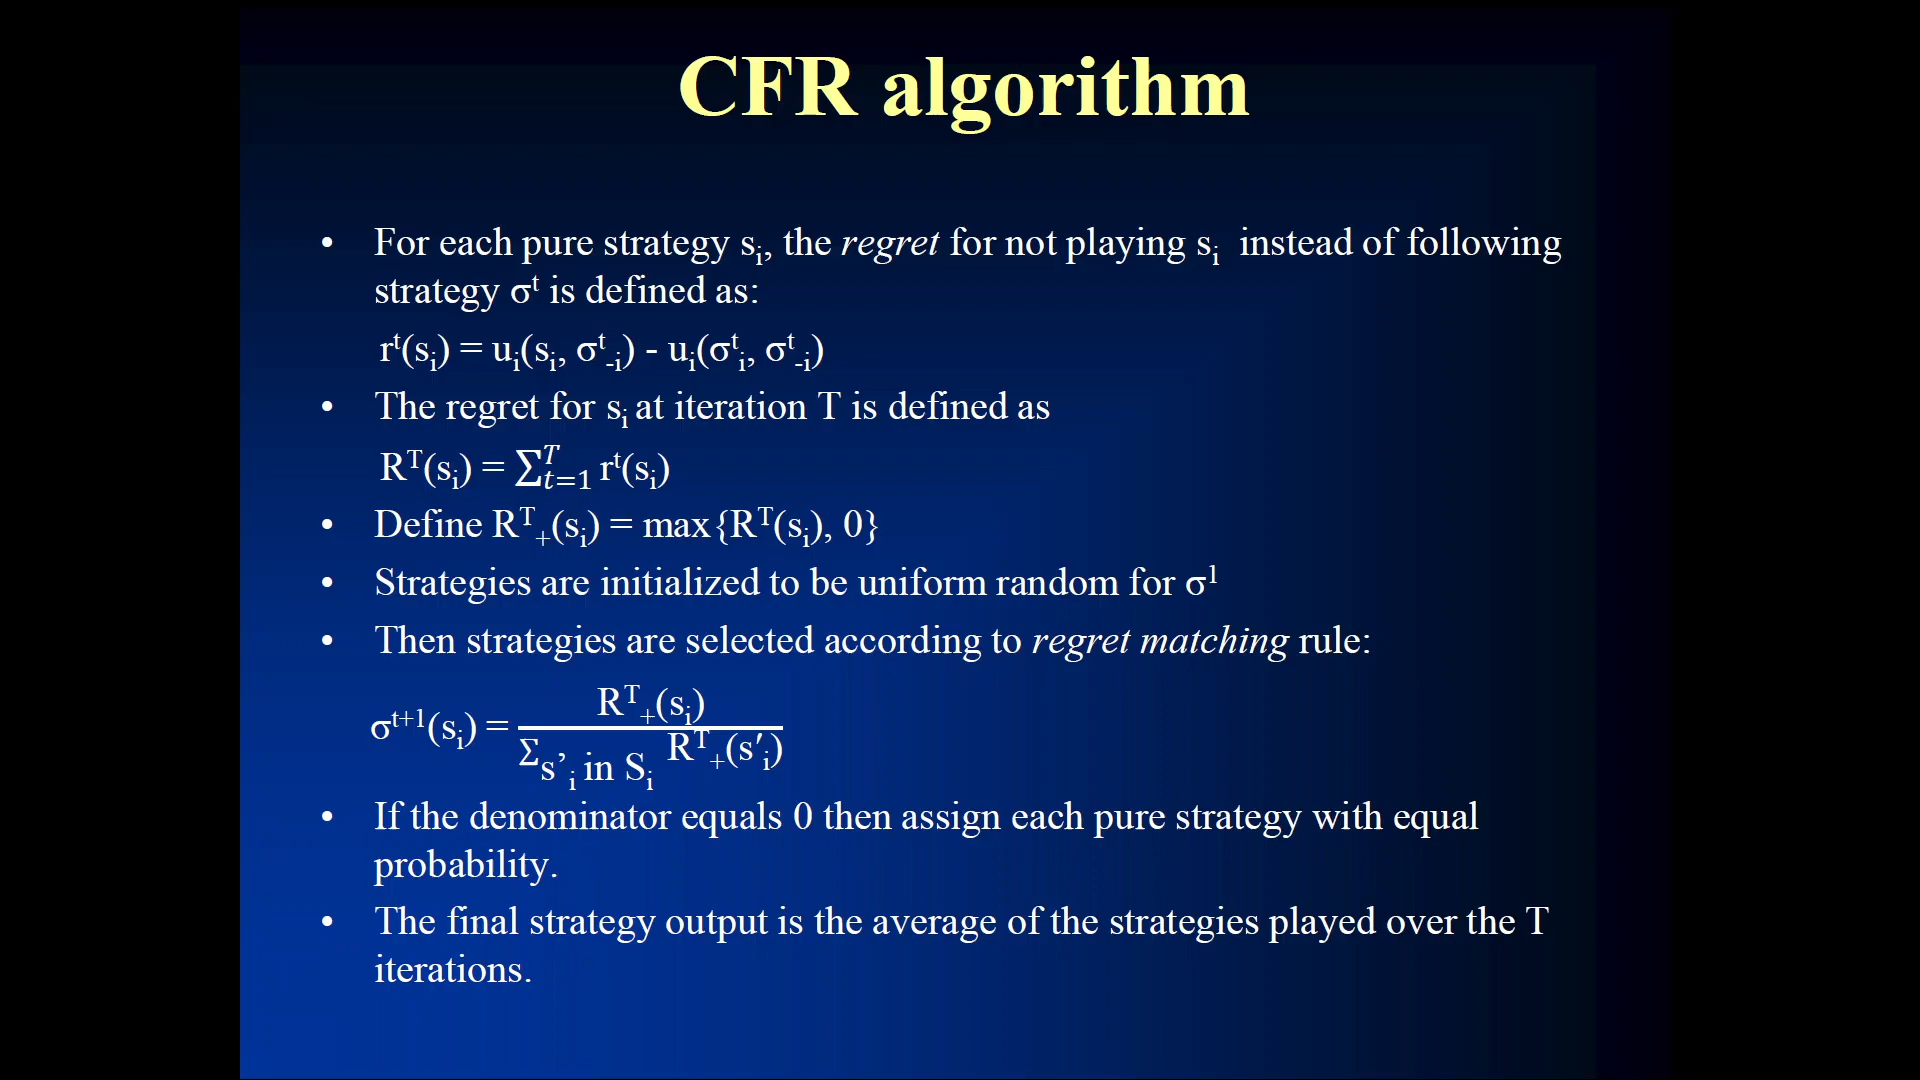 CFR algorithm
• For each pure strategy sᵢ, the regret for not playing sᵢ instead of following
strategy σᵗ is defined as:
rᵗ(sᵢ) = uᵢ(sᵢ, σᵗ₋ᵢ) - uᵢ(σᵗᵢ, σᵗ₋ᵢ)
• The regret for sᵢ at iteration T is defined as
Rᵀ(sᵢ) = ∑ᵀₜ₌₁ rᵗ(sᵢ)
• Define Rᵀ₊(sᵢ) = max{Rᵀ(sᵢ), 0}
• Strategies are initialized to be uniform random for σ¹
• Then strategies are selected according to regret matching rule:
Rᵀ₊(sᵢ)
σᵗ⁺¹(sᵢ) =
Σs’ᵢ in Sᵢ Rᵀ₊(s′ᵢ)
• If the denominator equals 0 then assign each pure strategy with equal
probability.
• The final strategy output is the average of the strategies played over the T
iterations.